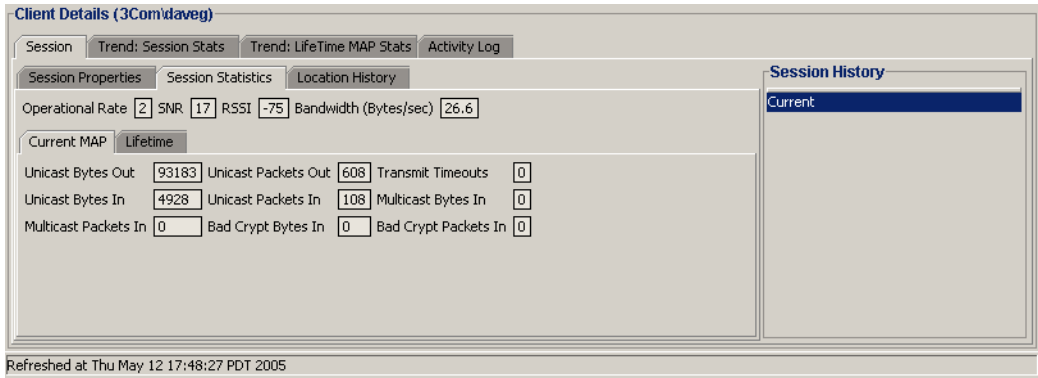 Client Details (3Com\daveg)
Session Trend: Session Stats Trend: LifeTime MAP Stats Activity Log
Session Properties Session Statistics Location History
Operational Rate 2 SNR 17 RSSI -75 Bandwidth (Bytes/sec) 26.6
Current MAP Lifetime
Unicast Bytes Out 93183 Unicast Packets Out 608 Transmit Timeouts 0
Unicast Bytes In 4928 Unicast Packets In 108 Multicast Bytes In 0
Multicast Packets In 0 Bad Crypt Bytes In 0 Bad Crypt Packets In 0
Session History
Current
Refreshed at Thu May 12 17:48:27 PDT 2005